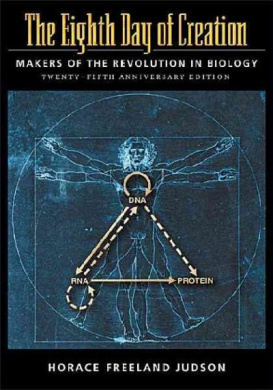 The Eighth Day of Creation
MAKERS OF THE REVOLUTION IN BIOLOGY
TWENTY-FIFTH ANNIVERSARY EDITION
DNA
RNA
PROTEIN
HORACE FREELAND JUDSON